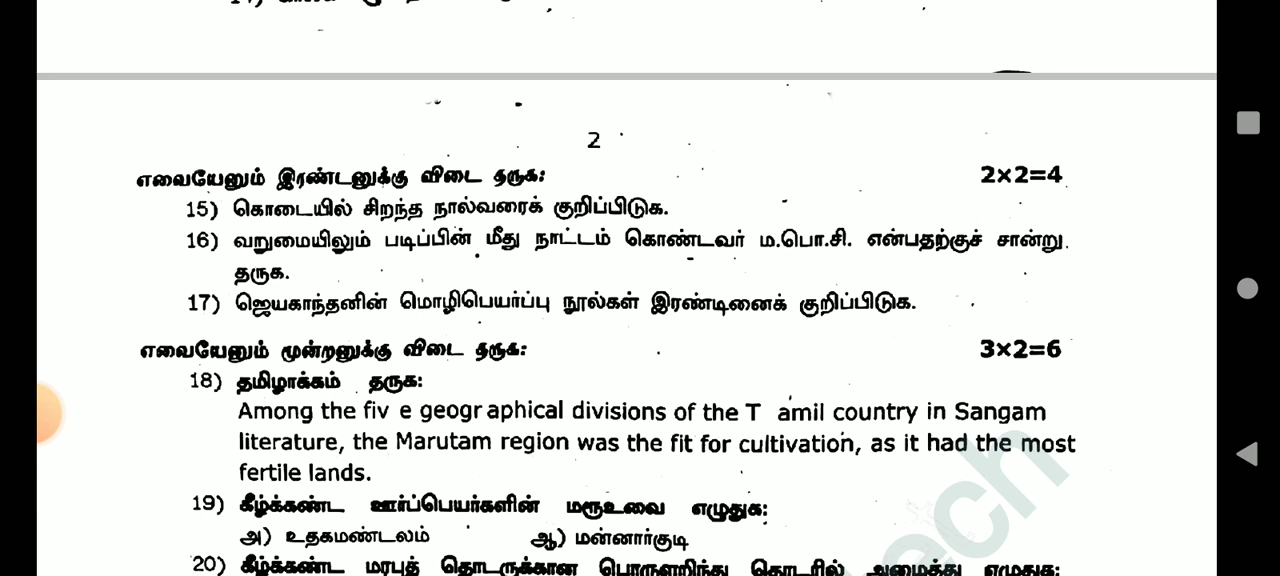 2
எவையேனும் இரண்டனுக்கு விடை தருக: 2×2=4
15) கொடையில் சிறந்த நால்வரைக் குறிப்பிடுக.
16) வறுமையிலும் படிப்பின் மீது நாட்டம் கொண்டவர் ம.பொ.சி. என்பதற்குச் சான்று
தருக.
17) ஜெயகாந்தனின் மொழிபெயர்ப்பு நூல்கள் இரண்டினைக் குறிப்பிடுக.
எவையேனும் மூன்றனுக்கு விடை தருக: 3×2=6
18) தமிழாக்கம் தருக:
Among the fiv e geogr aphical divisions of the T amil country in Sangam
literature, the Marutam region was the fit for cultivation, as it had the most
fertile lands.
19) கீழ்க்கண்ட ஊர்ப்பெயர்களின் மரூஉவை எழுதுக:
அ) உதகமண்டலம் ஆ) மன்னார்குடி
20) கீழ்க்கண்ட மரபுத் தொடருக்கான பொருளறிந்து தொடரில் அமைத்து எழுதுக:
ech